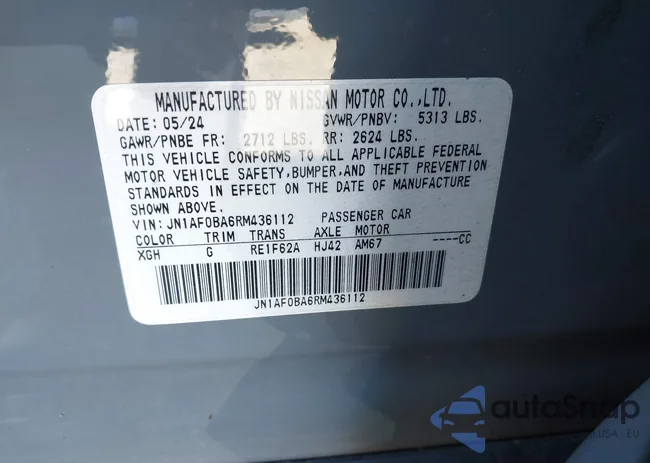 MANUFACTURED BY NISSAN MOTOR CO.,LTD.
DATE: 05/24 GVWR/PNBV: 5313 LBS.
GAWR/PNBE FR: 2712 LBS. RR: 2624 LBS.
THIS VEHICLE CONFORMS TO ALL APPLICABLE FEDERAL
MOTOR VEHICLE SAFETY, BUMPER, AND THEFT PREVENTION
STANDARDS IN EFFECT ON THE DATE OF MANUFACTURE
SHOWN ABOVE.
VIN: JN1AF0BA6RM436112 PASSENGER CAR
COLOR TRIM TRANS AXLE MOTOR
XGH G RE1F62A HJ42 AM67 ----CC
JN1AF0BA6RM436112
autoSnap
USA . EU